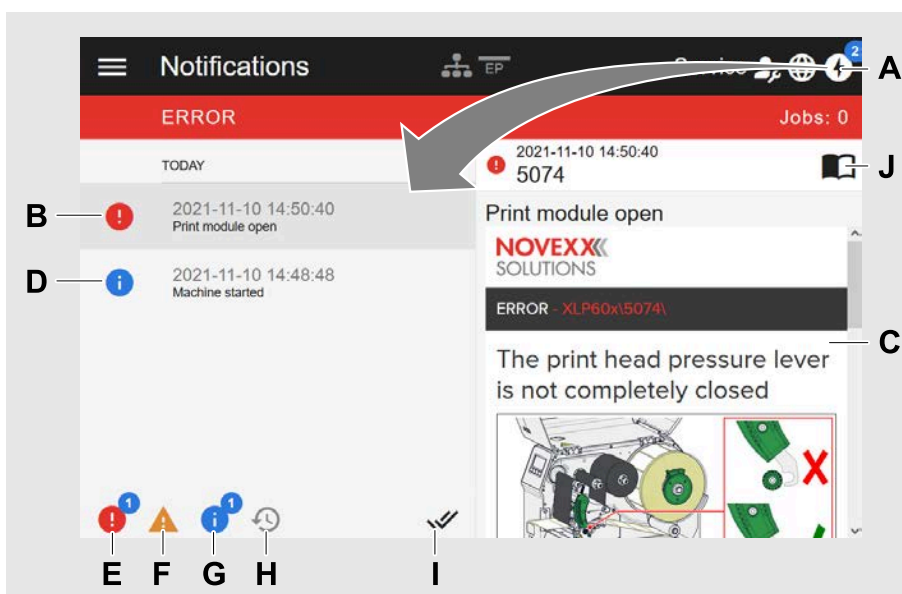 Notifications
EP
2
A
ERROR
Jobs: 0
TODAY
2021-11-10 14:50:40
5074
J
B
2021-11-10 14:50:40
Print module open
Print module open
NOVEXX
SOLUTIONS
D
2021-11-10 14:48:48
Machine started
ERROR - XLP60x\5074\
C
The print head pressure lever
is not completely closed
1
1
E
F
G
H
I